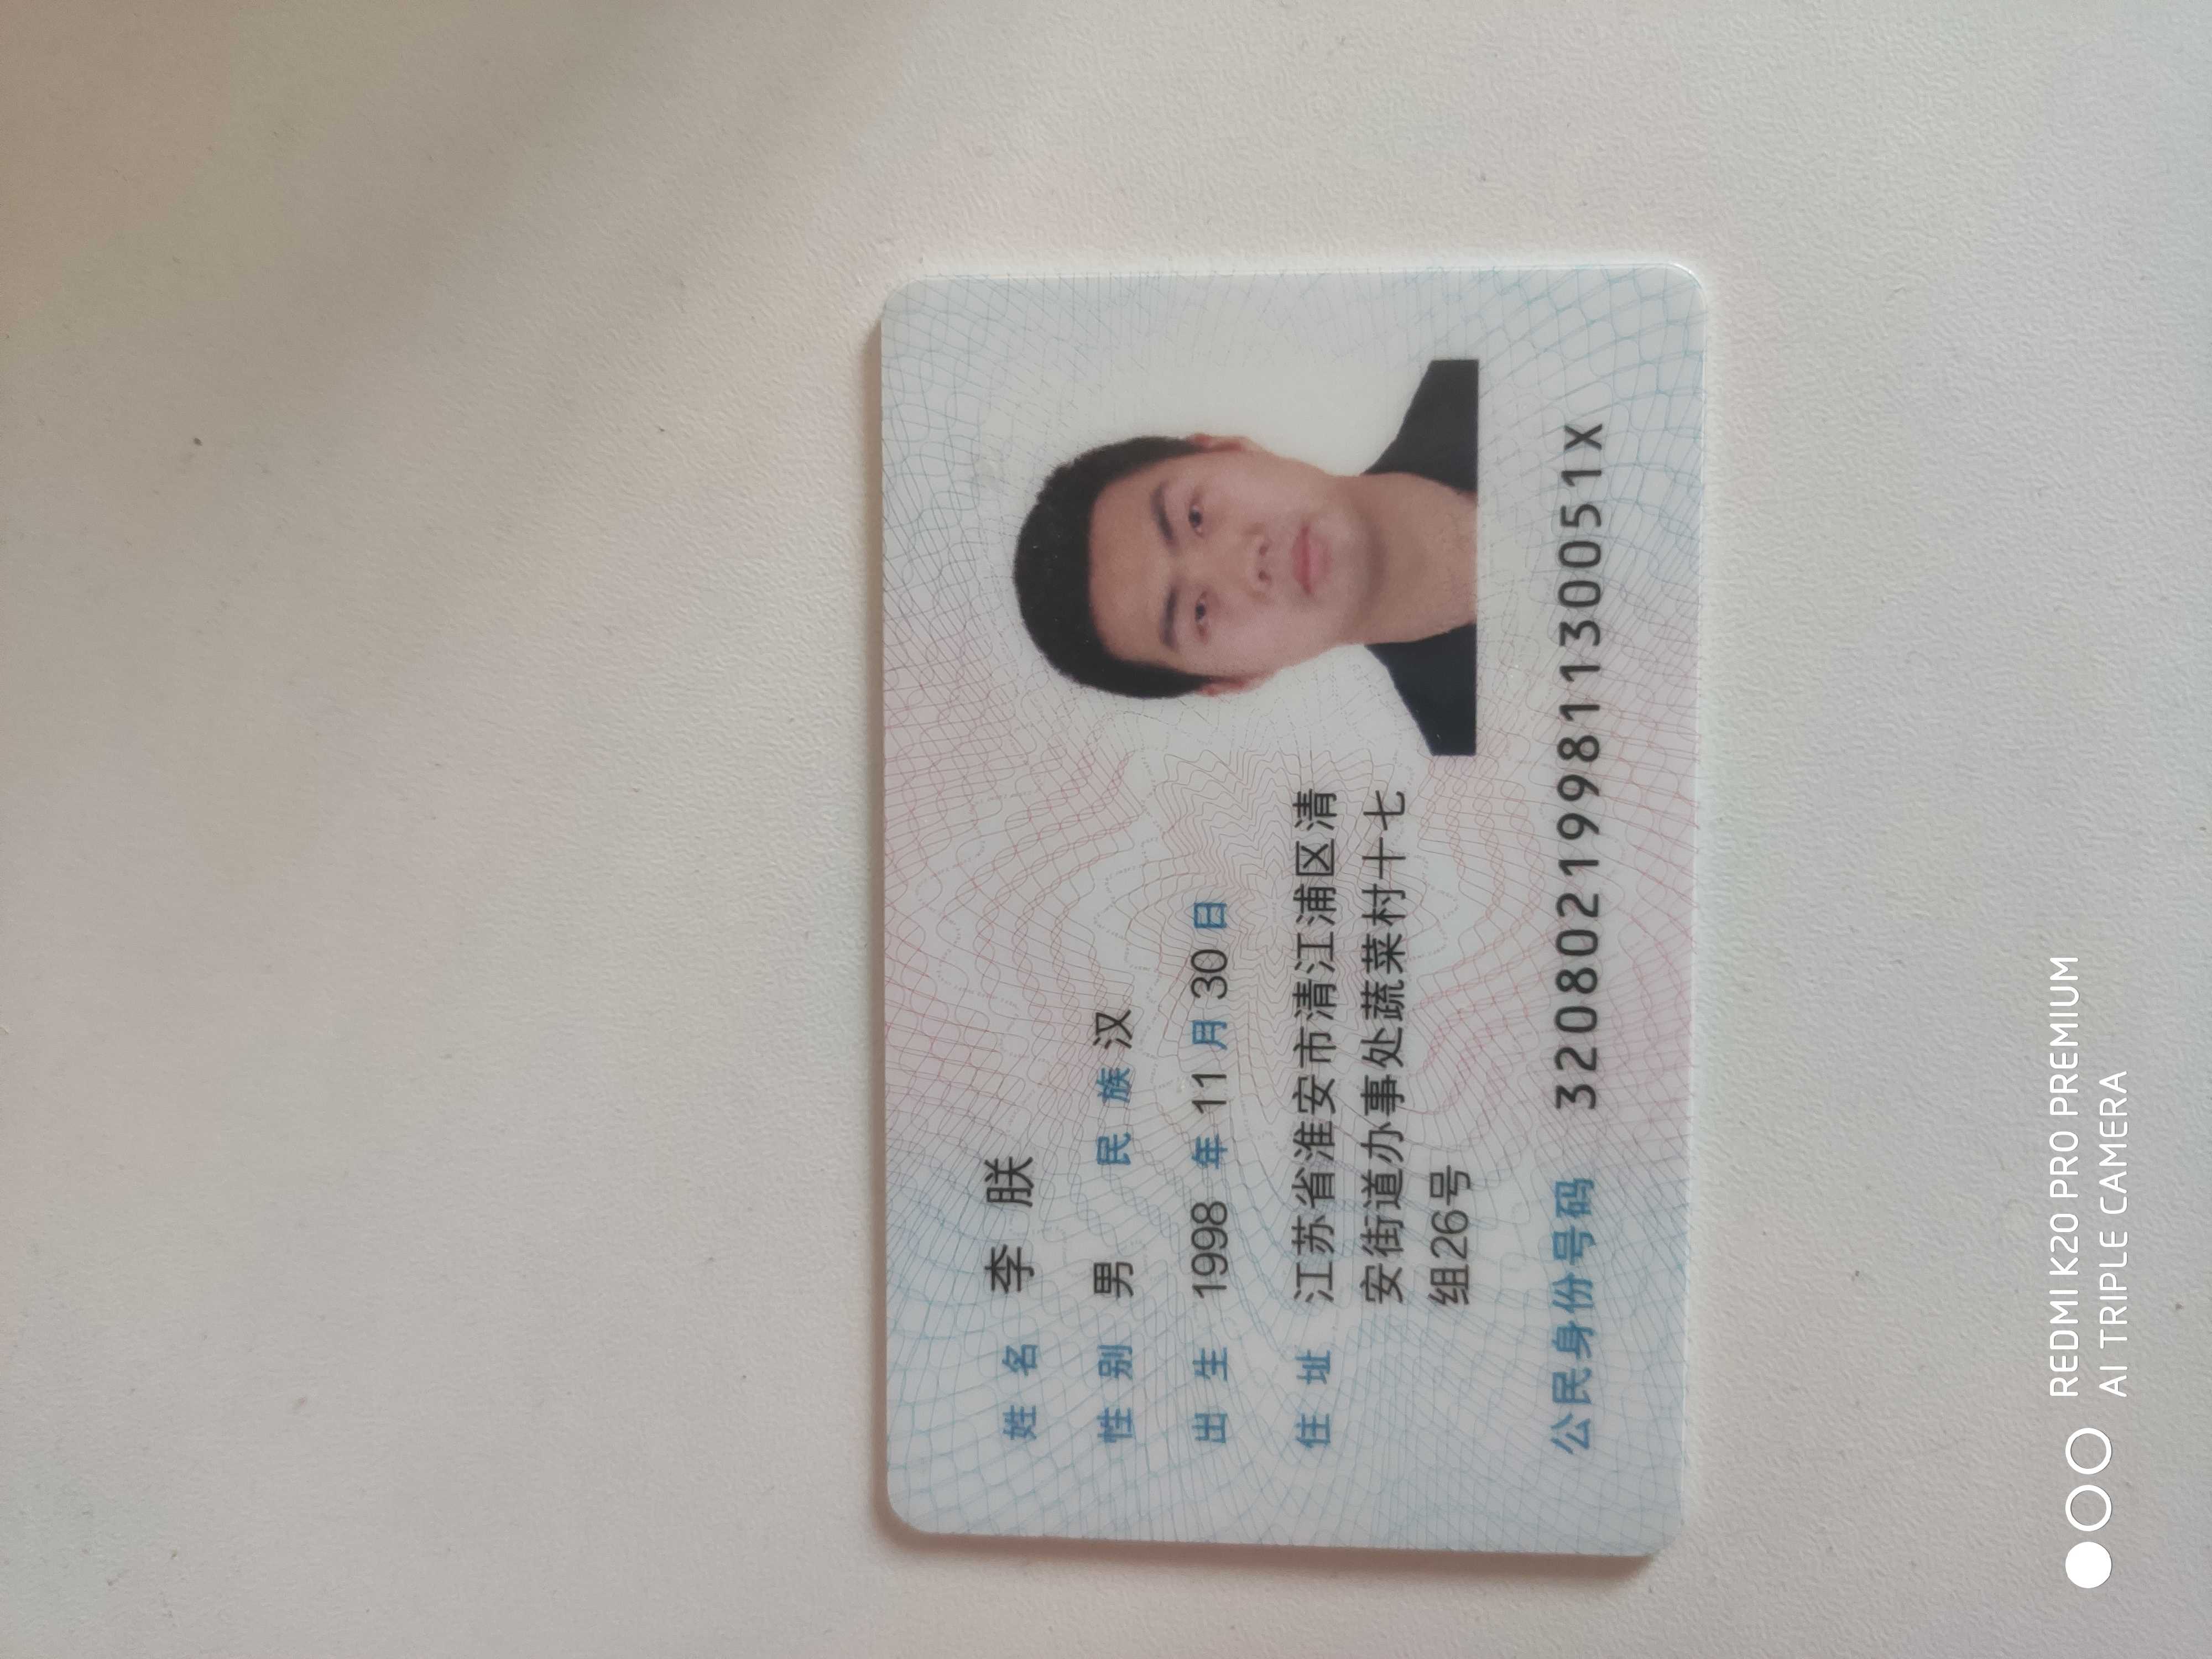 姓名 李朕
性别 男 民族 汉
出生 1998 年 11 月 30 日
住址 江苏省淮安市清江浦区清
安街道办事处蔬菜村十七
组26号
公民身份号码 32080219981130051X
REDMI K20 PRO PREMIUM
AI TRIPLE CAMERA